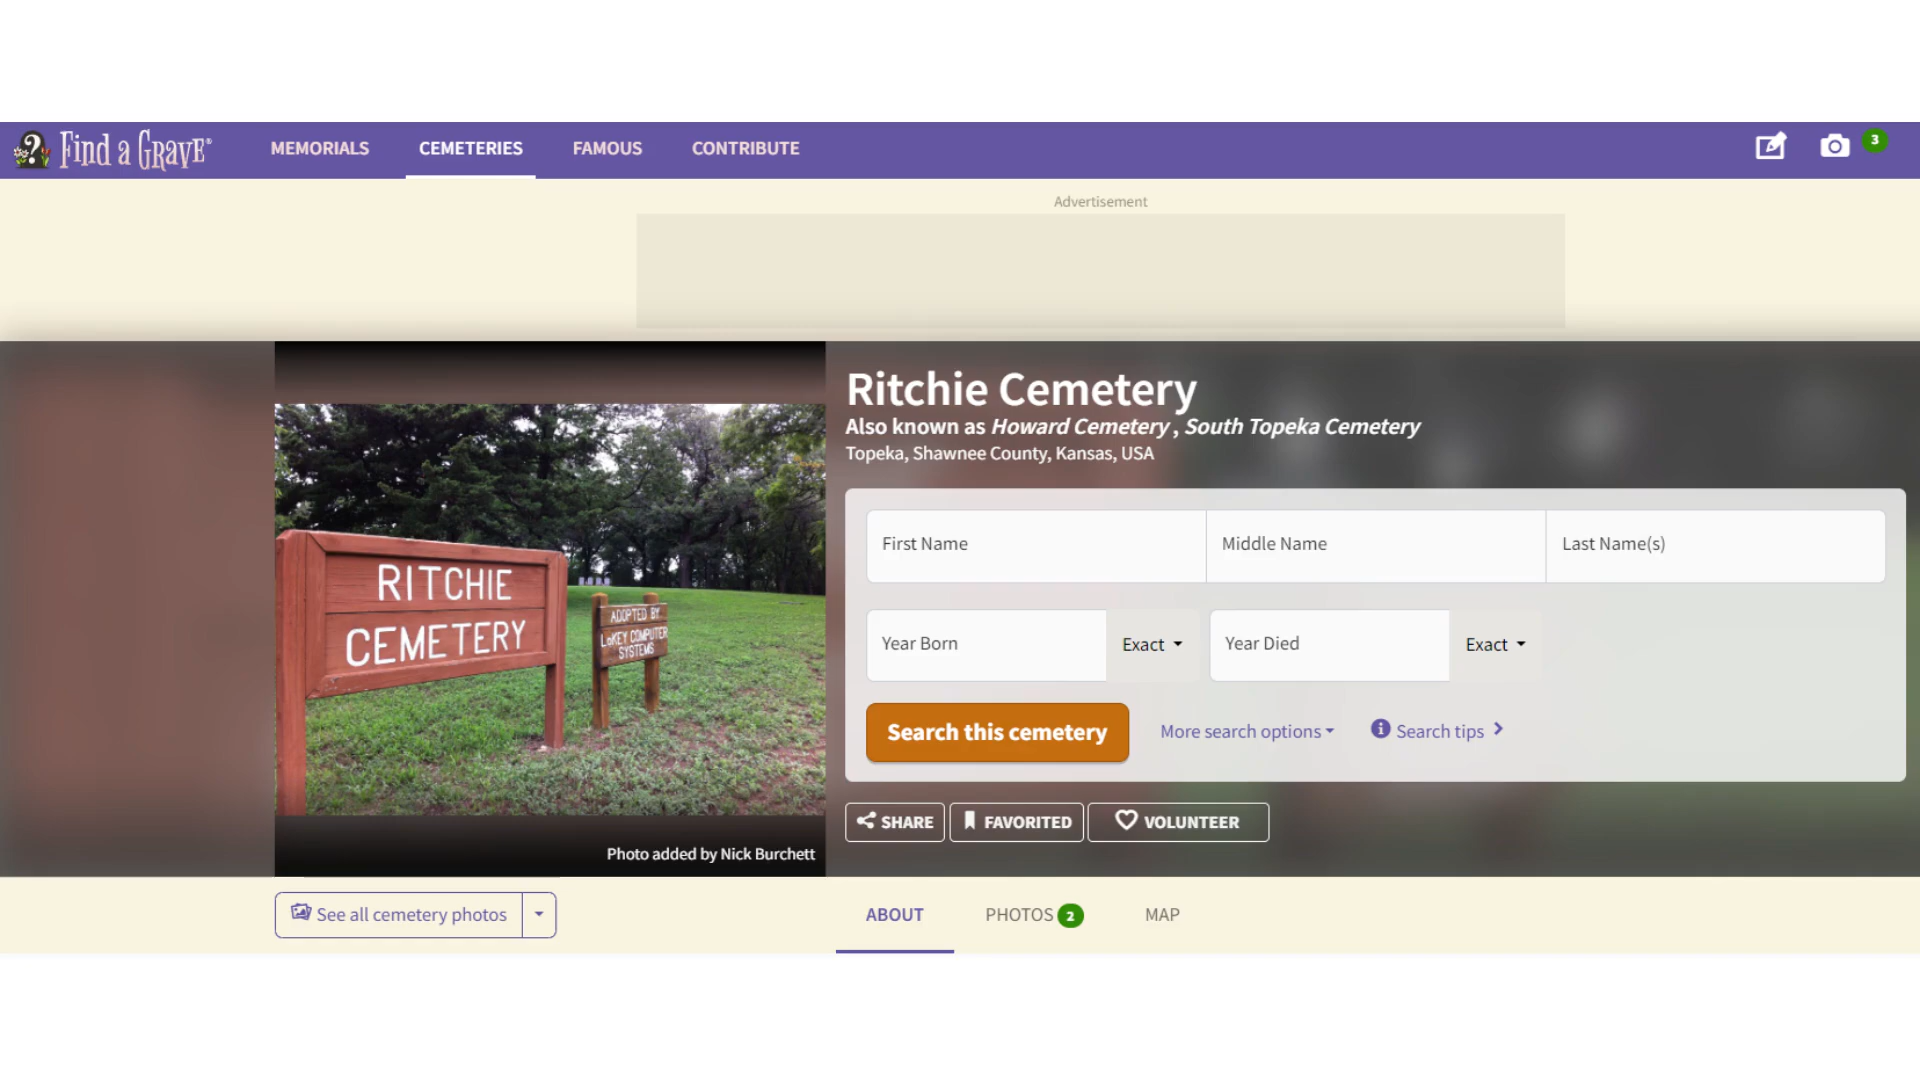 Find a Grave®
MEMORIALS
CEMETERIES
FAMOUS
CONTRIBUTE
3
Advertisement
RITCHIE
CEMETERY
ADOPTED BY
LoKEY COMPUTER
SYSTEMS
Photo added by Nick Burchett
Ritchie Cemetery
Also known as Howard Cemetery , South Topeka Cemetery
Topeka, Shawnee County, Kansas, USA
First Name
Middle Name
Last Name(s)
Year Born
Exact
Year Died
Exact
Search this cemetery
More search options
Search tips
SHARE
FAVORITED
VOLUNTEER
See all cemetery photos
ABOUT
PHOTOS 2
MAP